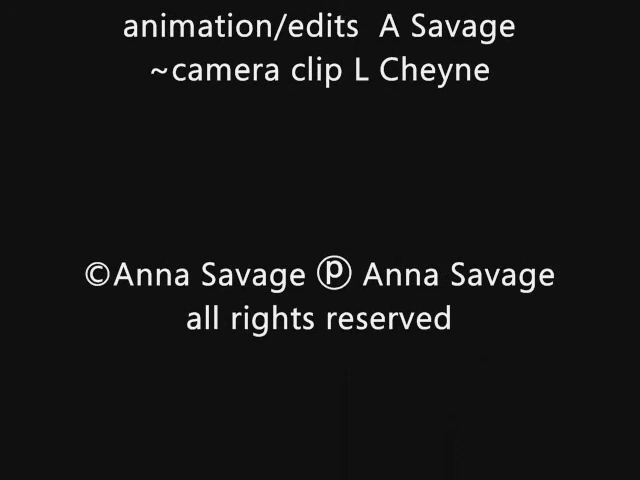 animation/edits  A Savage
~camera clip L Cheyne
©Anna Savage ⓟ Anna Savage
all rights reserved